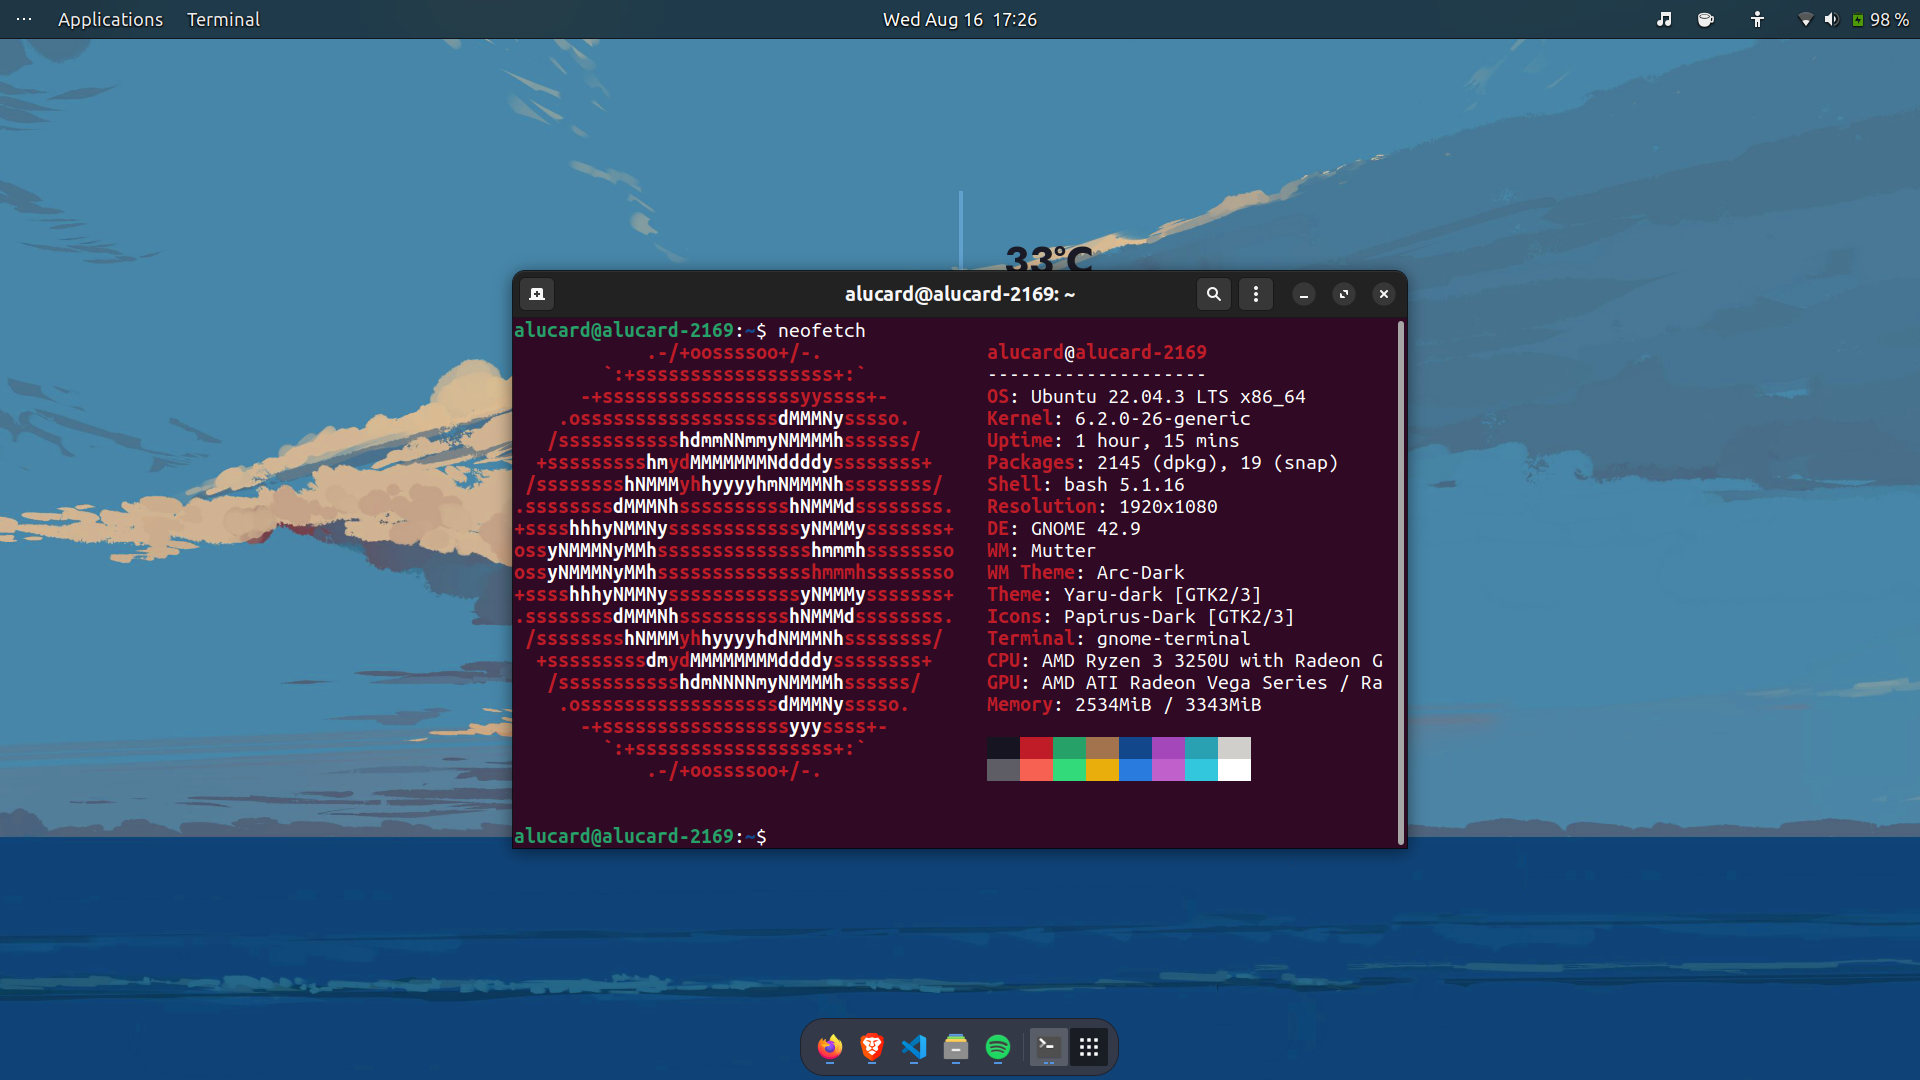 Applications Terminal Wed Aug 16 17:26 98 %
33°C
alucard@alucard-2169: ~
alucard@alucard-2169:~$ neofetch
            .-/+oossssoo+/-.               alucard@alucard-2169
        `:+ssssssssssssssssss+:`           --------------------
      -+ssssssssssssssssssyyssss+-         OS: Ubuntu 22.04.3 LTS x86_64
    .ossssssssssssssssssdMMMNysssso.       Kernel: 6.2.0-26-generic
   /ssssssssssshdmmNNmmyNMMMMhssssss/      Uptime: 1 hour, 15 mins
  +ssssssssshmydMMMMMMMNddddyssssssss+     Packages: 2145 (dpkg), 19 (snap)
 /sssssssshNMMMyhhyyyyhmNMMMNhssssssss/    Shell: bash 5.1.16
.ssssssssdMMMNhsssssssssshNMMMdssssssss.   Resolution: 1920x1080
+sssshhhyNMMNyssssssssssssyNMMMysssssss+   DE: GNOME 42.9
ossyNMMMNyMMhsssssssssssssshmmmhssssssso   WM: Mutter
ossyNMMMNyMMhsssssssssssssshmmmhssssssso   WM Theme: Arc-Dark
+sssshhhyNMMNyssssssssssssyNMMMysssssss+   Theme: Yaru-dark [GTK2/3]
.ssssssssdMMMNhsssssssssshNMMMdssssssss.   Icons: Papirus-Dark [GTK2/3]
 /sssssssshNMMMyhhyyyyhdNMMMNhssssssss/    Terminal: gnome-terminal
  +sssssssssdmydMMMMMMMMddddyssssssss+     CPU: AMD Ryzen 3 3250U with Radeon G
   /ssssssssssshdmNNNNmyNMMMMhssssss/      GPU: AMD ATI Radeon Vega Series / Ra
    .ossssssssssssssssssdMMMNysssso.       Memory: 2534MiB / 3343MiB
      -+sssssssssssssssssyyyssss+-
        `:+ssssssssssssssssss+:`
            .-/+oossssoo+/-.
alucard@alucard-2169:~$